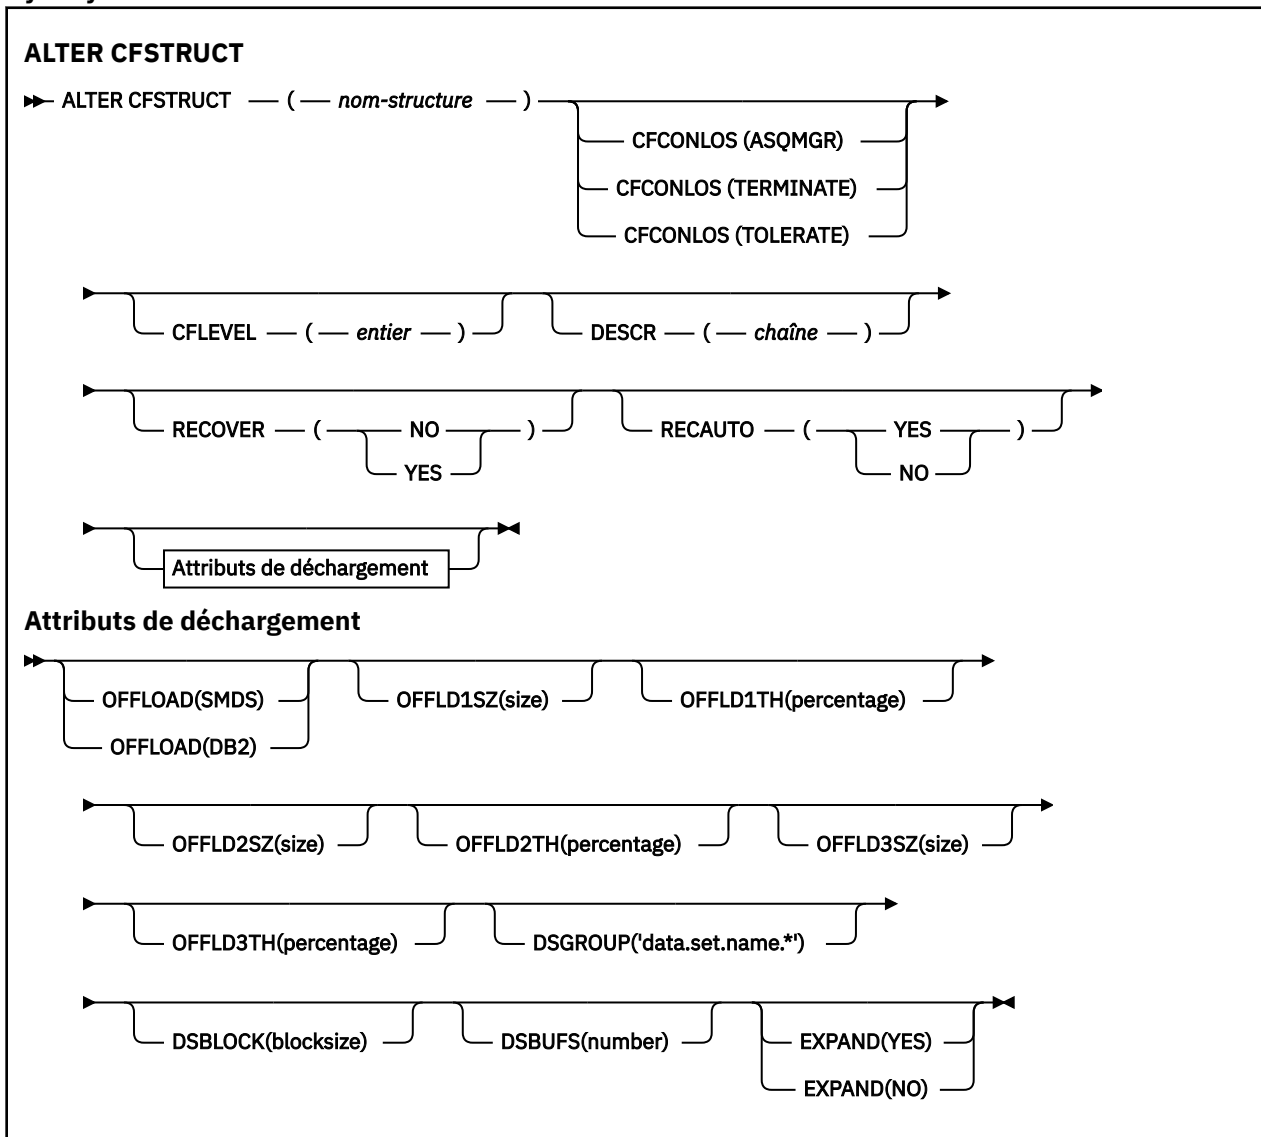 ALTER CFSTRUCT
ALTER CFSTRUCT ( nom-structure )
CFCONLOS (ASQMGR)
CFCONLOS (TERMINATE)
CFCONLOS (TOLERATE)
CFLEVEL ( entier ) DESCR ( chaîne )
RECOVER ( NO ) RECAUTO ( YES )
YES NO
Attributs de déchargement
Attributs de déchargement
OFFLOAD(SMDS) OFFLD1SZ(size) OFFLD1TH(percentage)
OFFLOAD(DB2)
OFFLD2SZ(size) OFFLD2TH(percentage) OFFLD3SZ(size)
OFFLD3TH(percentage) DSGROUP('data.set.name.*')
DSBLOCK(blocksize) DSBUFS(number) EXPAND(YES)
EXPAND(NO)